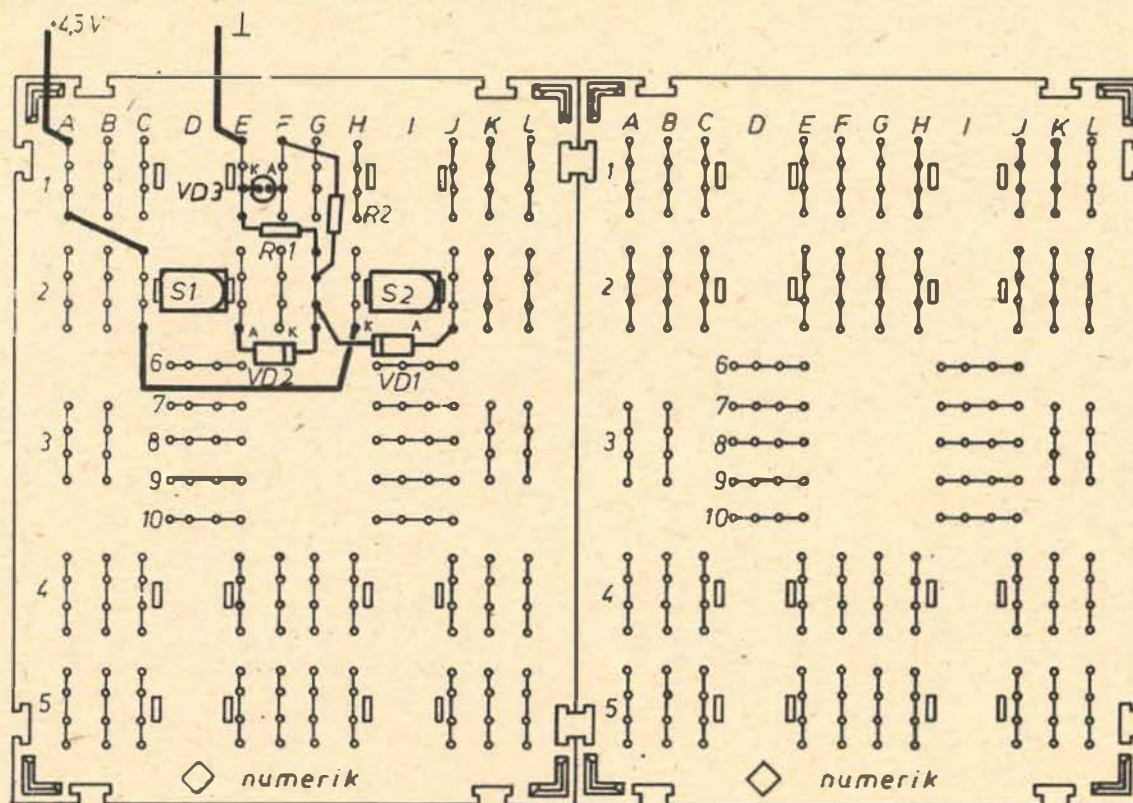 +4,5 V ⊥
A B C D E F G H I J K L A B C D E F G H I J K L
1 VD3 K A R2 1
R1
2 S1 S2 2
A K K A
6 VD2 VD1 6
7 7
3 8 3 8
9 9
10 10
4 4
5 5
numerik numerik